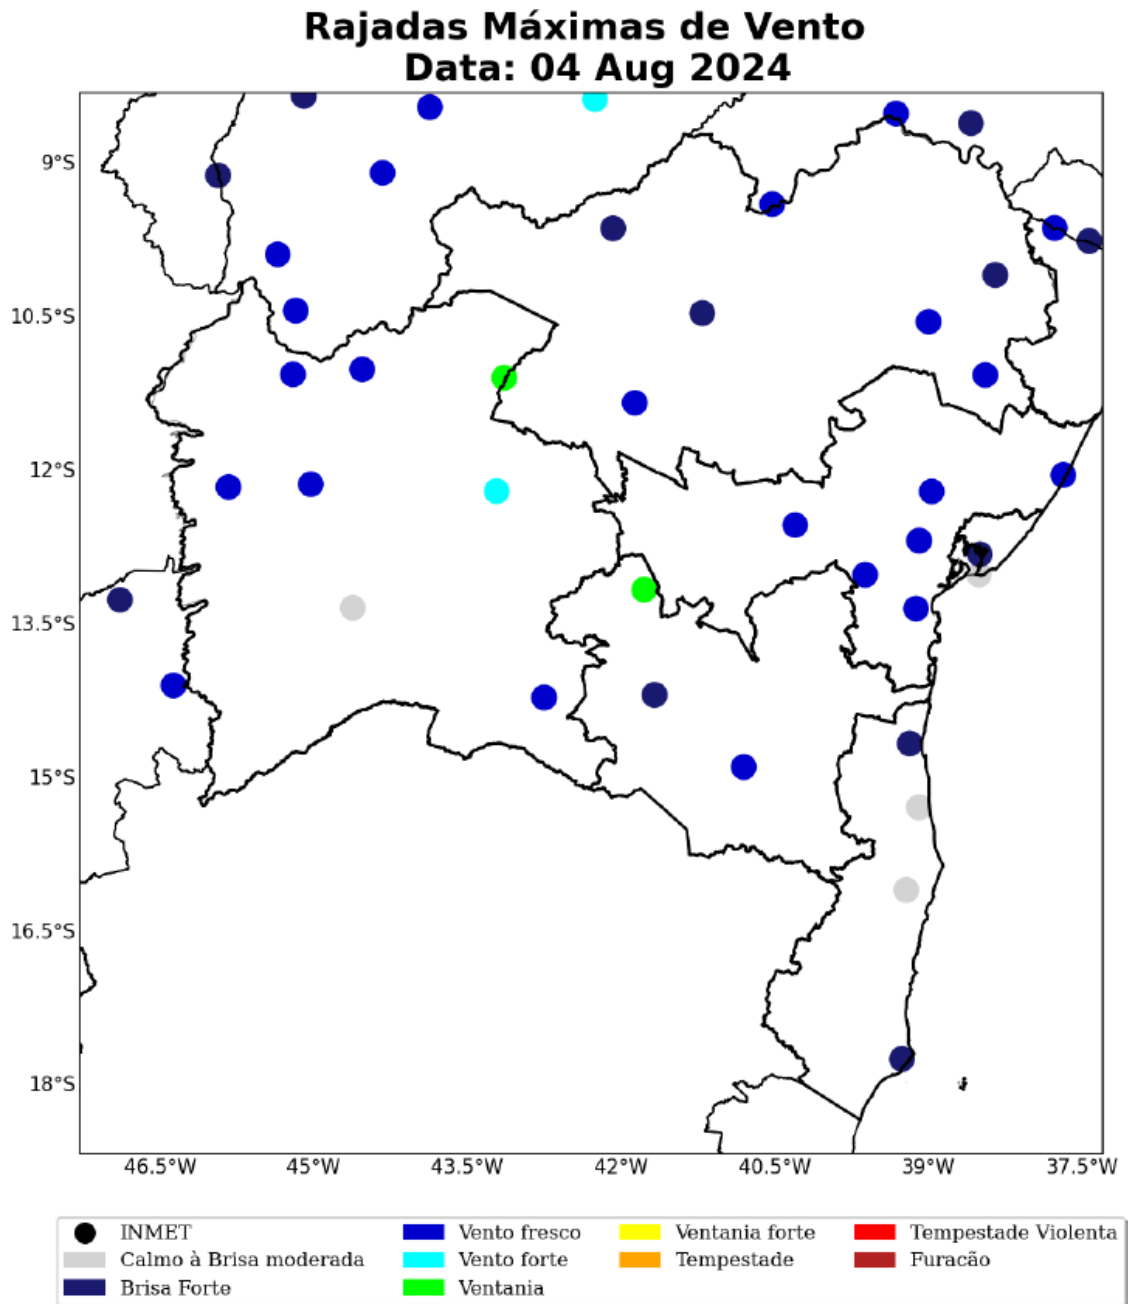 Rajadas Máximas de Vento
Data: 04 Aug 2024
9°S
10.5°S
12°S
13.5°S
15°S
16.5°S
18°S
46.5°W 45°W 43.5°W 42°W 40.5°W 39°W 37.5°W
INMET Vento fresco Ventania forte Tempestade Violenta
Calmo à Brisa moderada Vento forte Tempestade Furacão
Brisa Forte Ventania